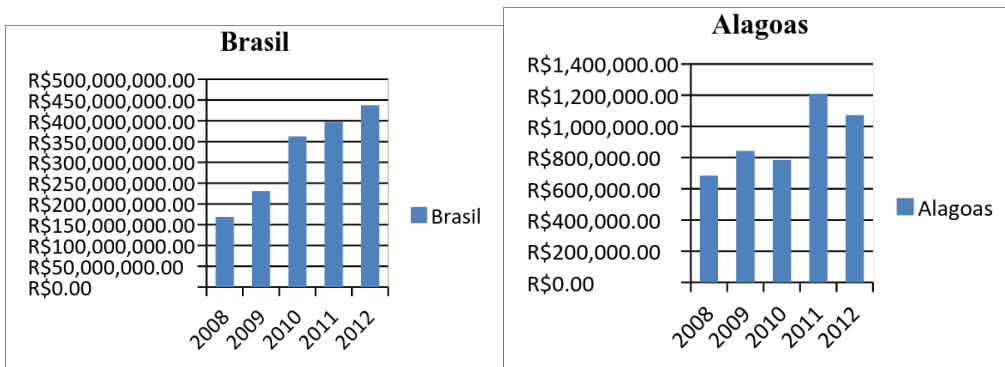 Brasil
R$500,000,000.00
R$450,000,000.00
R$400,000,000.00
R$350,000,000.00
R$300,000,000.00
R$250,000,000.00
R$200,000,000.00
R$150,000,000.00
R$100,000,000.00
R$50,000,000.00
R$0.00
2008
2009
2010
2011
2012
Brasil
Alagoas
R$1,400,000.00
R$1,200,000.00
R$1,000,000.00
R$800,000.00
R$600,000.00
R$400,000.00
R$200,000.00
R$0.00
2008
2009
2010
2011
2012
Alagoas